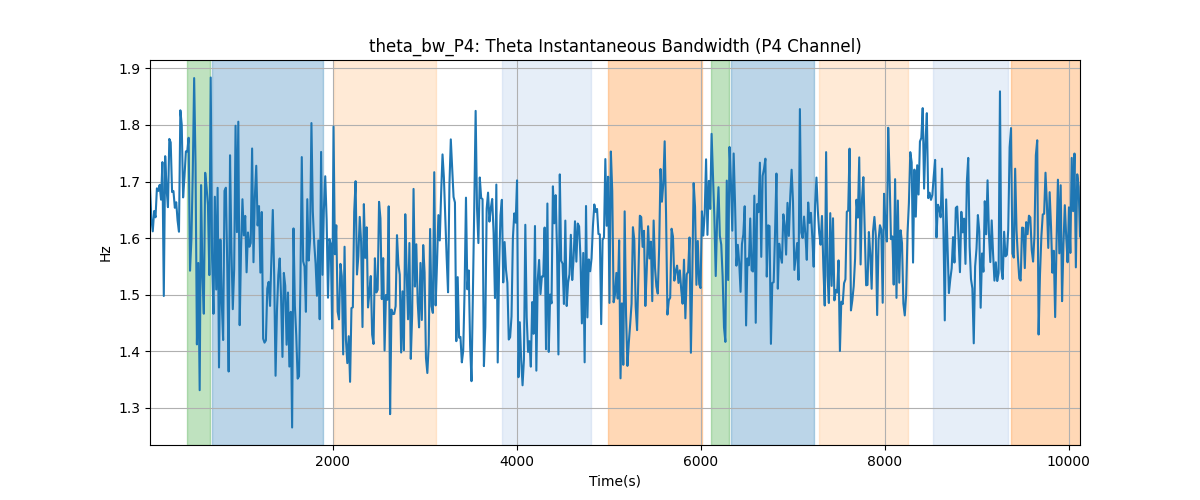 theta_bw_P4: Theta Instantaneous Bandwidth (P4 Channel)
1.9
1.8
1.7
1.6
1.5
1.4
1.3
Hz
2000 4000 6000 8000 10000
Time(s)